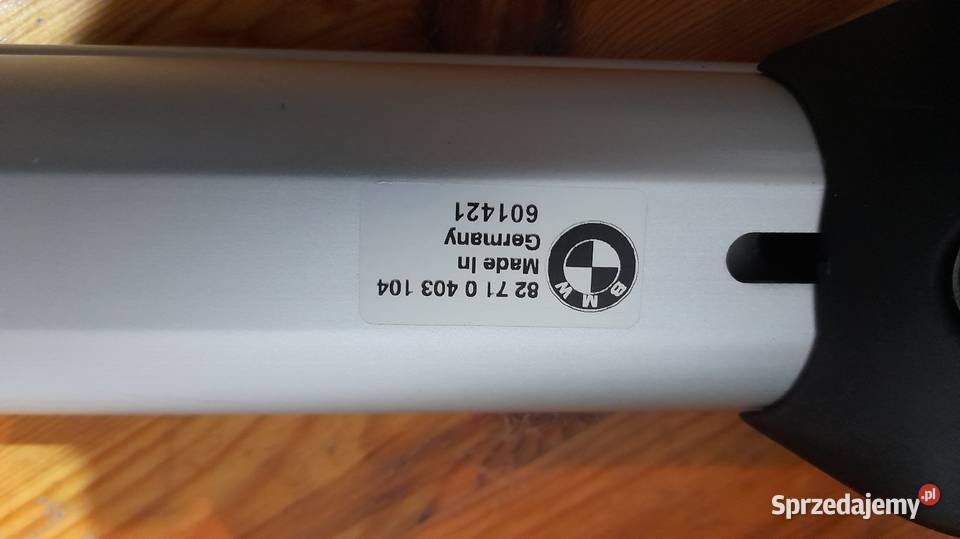 BMW
82 71 0 403 104
Made In
Germany
601421
Sprzedajemy.pl